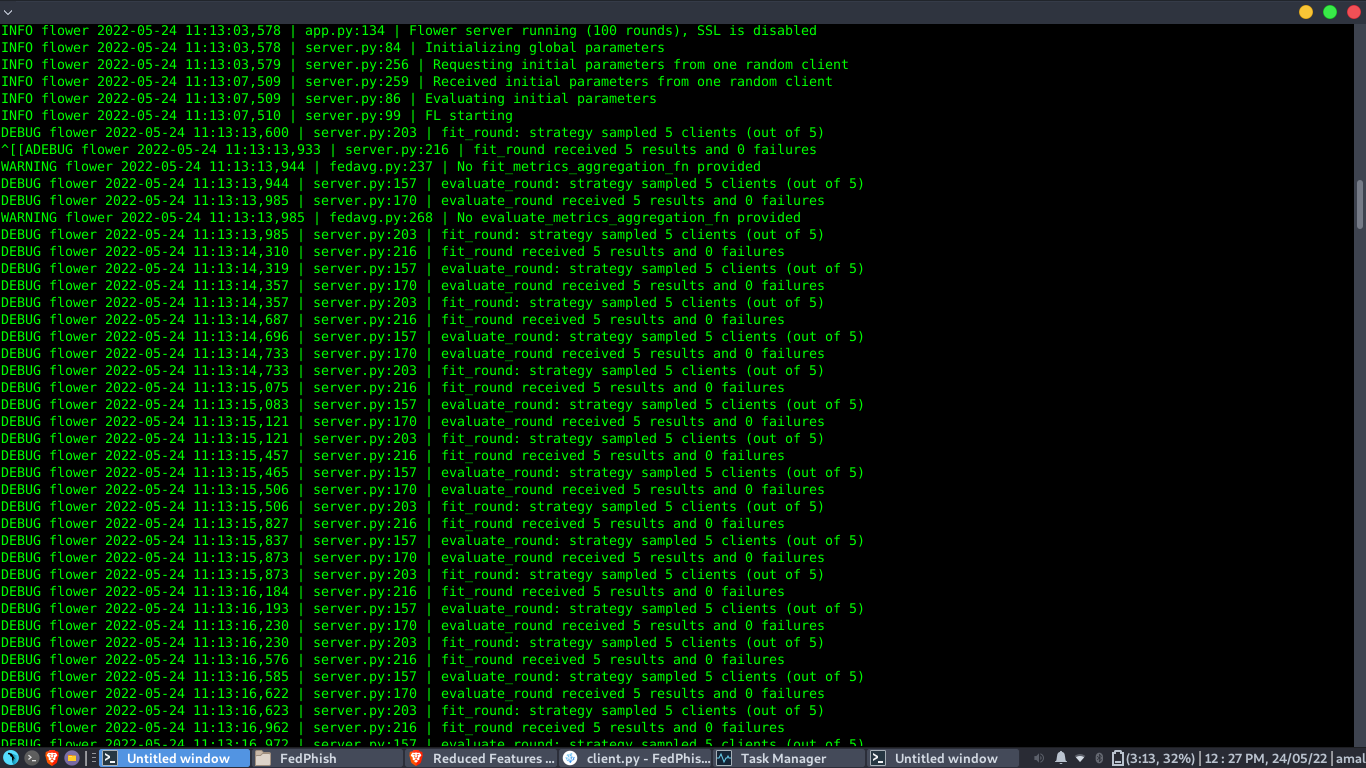 INFO flower 2022-05-24 11:13:03,578 | app.py:134 | Flower server running (100 rounds), SSL is disabled
INFO flower 2022-05-24 11:13:03,578 | server.py:84 | Initializing global parameters
INFO flower 2022-05-24 11:13:03,579 | server.py:256 | Requesting initial parameters from one random client
INFO flower 2022-05-24 11:13:07,509 | server.py:259 | Received initial parameters from one random client
INFO flower 2022-05-24 11:13:07,509 | server.py:86 | Evaluating initial parameters
INFO flower 2022-05-24 11:13:07,510 | server.py:99 | FL starting
DEBUG flower 2022-05-24 11:13:13,600 | server.py:203 | fit_round: strategy sampled 5 clients (out of 5)
^[[ADEBUG flower 2022-05-24 11:13:13,933 | server.py:216 | fit_round received 5 results and 0 failures
WARNING flower 2022-05-24 11:13:13,944 | fedavg.py:237 | No fit_metrics_aggregation_fn provided
DEBUG flower 2022-05-24 11:13:13,944 | server.py:157 | evaluate_round: strategy sampled 5 clients (out of 5)
DEBUG flower 2022-05-24 11:13:13,985 | server.py:170 | evaluate_round received 5 results and 0 failures
WARNING flower 2022-05-24 11:13:13,985 | fedavg.py:268 | No evaluate_metrics_aggregation_fn provided
DEBUG flower 2022-05-24 11:13:13,985 | server.py:203 | fit_round: strategy sampled 5 clients (out of 5)
DEBUG flower 2022-05-24 11:13:14,310 | server.py:216 | fit_round received 5 results and 0 failures
DEBUG flower 2022-05-24 11:13:14,319 | server.py:157 | evaluate_round: strategy sampled 5 clients (out of 5)
DEBUG flower 2022-05-24 11:13:14,357 | server.py:170 | evaluate_round received 5 results and 0 failures
DEBUG flower 2022-05-24 11:13:14,357 | server.py:203 | fit_round: strategy sampled 5 clients (out of 5)
DEBUG flower 2022-05-24 11:13:14,687 | server.py:216 | fit_round received 5 results and 0 failures
DEBUG flower 2022-05-24 11:13:14,696 | server.py:157 | evaluate_round: strategy sampled 5 clients (out of 5)
DEBUG flower 2022-05-24 11:13:14,733 | server.py:170 | evaluate_round received 5 results and 0 failures
DEBUG flower 2022-05-24 11:13:14,733 | server.py:203 | fit_round: strategy sampled 5 clients (out of 5)
DEBUG flower 2022-05-24 11:13:15,075 | server.py:216 | fit_round received 5 results and 0 failures
DEBUG flower 2022-05-24 11:13:15,083 | server.py:157 | evaluate_round: strategy sampled 5 clients (out of 5)
DEBUG flower 2022-05-24 11:13:15,121 | server.py:170 | evaluate_round received 5 results and 0 failures
DEBUG flower 2022-05-24 11:13:15,121 | server.py:203 | fit_round: strategy sampled 5 clients (out of 5)
DEBUG flower 2022-05-24 11:13:15,457 | server.py:216 | fit_round received 5 results and 0 failures
DEBUG flower 2022-05-24 11:13:15,465 | server.py:157 | evaluate_round: strategy sampled 5 clients (out of 5)
DEBUG flower 2022-05-24 11:13:15,506 | server.py:170 | evaluate_round received 5 results and 0 failures
DEBUG flower 2022-05-24 11:13:15,506 | server.py:203 | fit_round: strategy sampled 5 clients (out of 5)
DEBUG flower 2022-05-24 11:13:15,827 | server.py:216 | fit_round received 5 results and 0 failures
DEBUG flower 2022-05-24 11:13:15,837 | server.py:157 | evaluate_round: strategy sampled 5 clients (out of 5)
DEBUG flower 2022-05-24 11:13:15,873 | server.py:170 | evaluate_round received 5 results and 0 failures
DEBUG flower 2022-05-24 11:13:15,873 | server.py:203 | fit_round: strategy sampled 5 clients (out of 5)
DEBUG flower 2022-05-24 11:13:16,184 | server.py:216 | fit_round received 5 results and 0 failures
DEBUG flower 2022-05-24 11:13:16,193 | server.py:157 | evaluate_round: strategy sampled 5 clients (out of 5)
DEBUG flower 2022-05-24 11:13:16,230 | server.py:170 | evaluate_round received 5 results and 0 failures
DEBUG flower 2022-05-24 11:13:16,230 | server.py:203 | fit_round: strategy sampled 5 clients (out of 5)
DEBUG flower 2022-05-24 11:13:16,576 | server.py:216 | fit_round received 5 results and 0 failures
DEBUG flower 2022-05-24 11:13:16,585 | server.py:157 | evaluate_round: strategy sampled 5 clients (out of 5)
DEBUG flower 2022-05-24 11:13:16,622 | server.py:170 | evaluate_round received 5 results and 0 failures
DEBUG flower 2022-05-24 11:13:16,623 | server.py:203 | fit_round: strategy sampled 5 clients (out of 5)
DEBUG flower 2022-05-24 11:13:16,962 | server.py:216 | fit_round received 5 results and 0 failures
DEBUG flower 2022-05-24 11:13:16,972 | server.py:157 | evaluate_round: strategy sampled 5 clients (out of 5)
Untitled window FedPhish Reduced Features ... client.py - FedPhis... Task Manager Untitled window (3:13, 32%) | 12 : 27 PM, 24/05/22 | ama